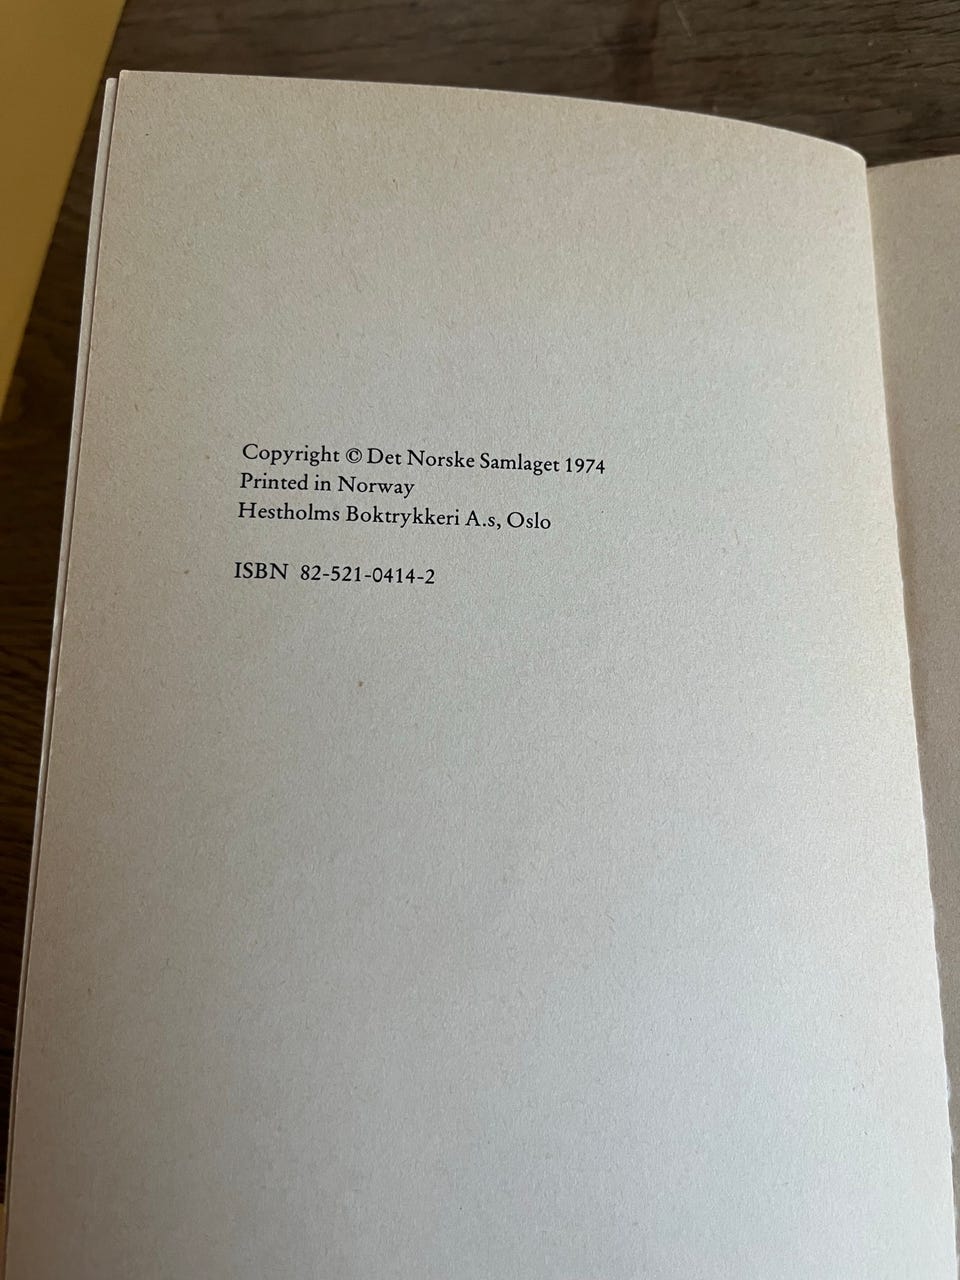 Copyright © Det Norske Samlaget 1974
Printed in Norway
Hestholms Boktrykkeri A.s, Oslo
ISBN 82-521-0414-2